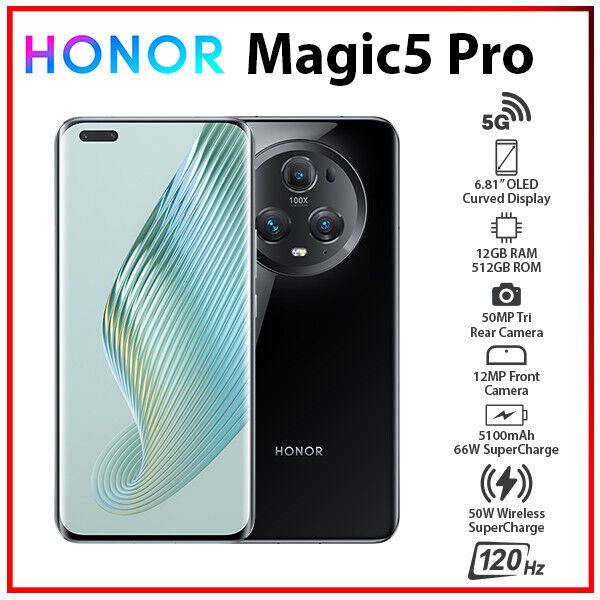 HONOR Magic5 Pro
5G
6.81" OLED
Curved Display
12GB RAM
512GB ROM
50MP Tri
Rear Camera
12MP Front
Camera
5100mAh
66W SuperCharge
50W Wireless
SuperCharge
120Hz
100X
HONOR